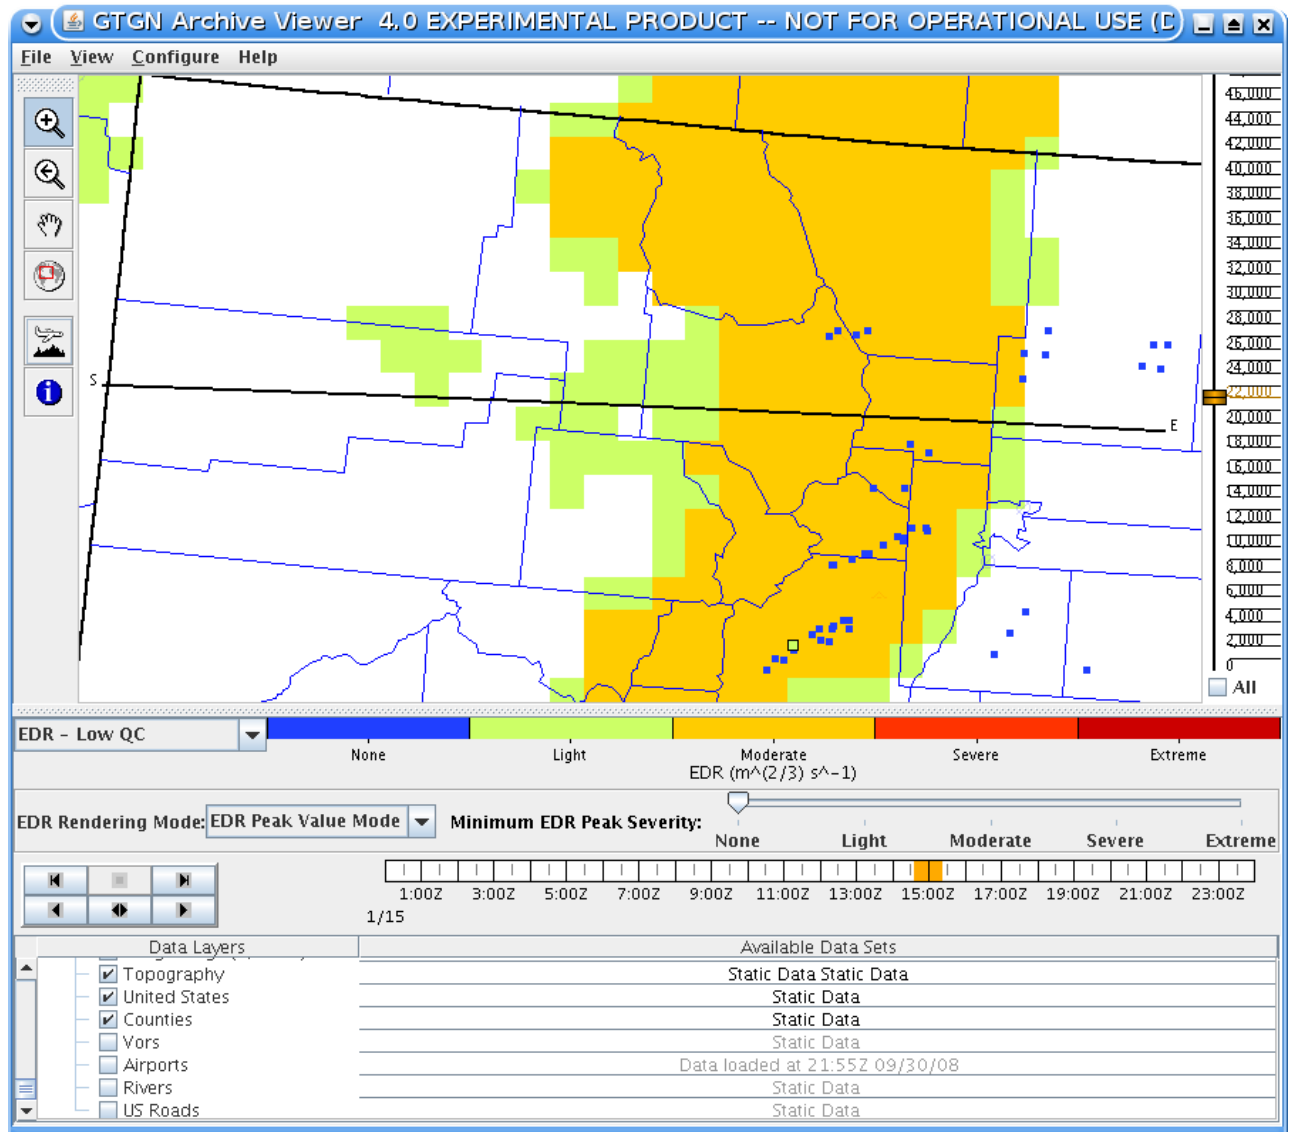 GTGN Archive Viewer 4.0 EXPERIMENTAL PRODUCT -- NOT FOR OPERATIONAL USE (D
File View Configure Help
S
E
46,000
44,000
42,000
40,000
38,000
36,000
34,000
32,000
30,000
28,000
26,000
24,000
22,000
20,000
18,000
16,000
14,000
12,000
10,000
8,000
6,000
4,000
2,000
0
All
EDR - Low QC
None Light Moderate Severe Extreme
EDR (m^(2/3) s^-1)
EDR Rendering Mode: EDR Peak Value Mode Minimum EDR Peak Severity:
None Light Moderate Severe Extreme
1:00Z 3:00Z 5:00Z 7:00Z 9:00Z 11:00Z 13:00Z 15:00Z 17:00Z 19:00Z 21:00Z 23:00Z
1/15
Data Layers Available Data Sets
Topography Static Data Static Data
United States Static Data
Counties Static Data
Vors Static Data
Airports Data loaded at 21:55Z 09/30/08
Rivers Static Data
US Roads Static Data